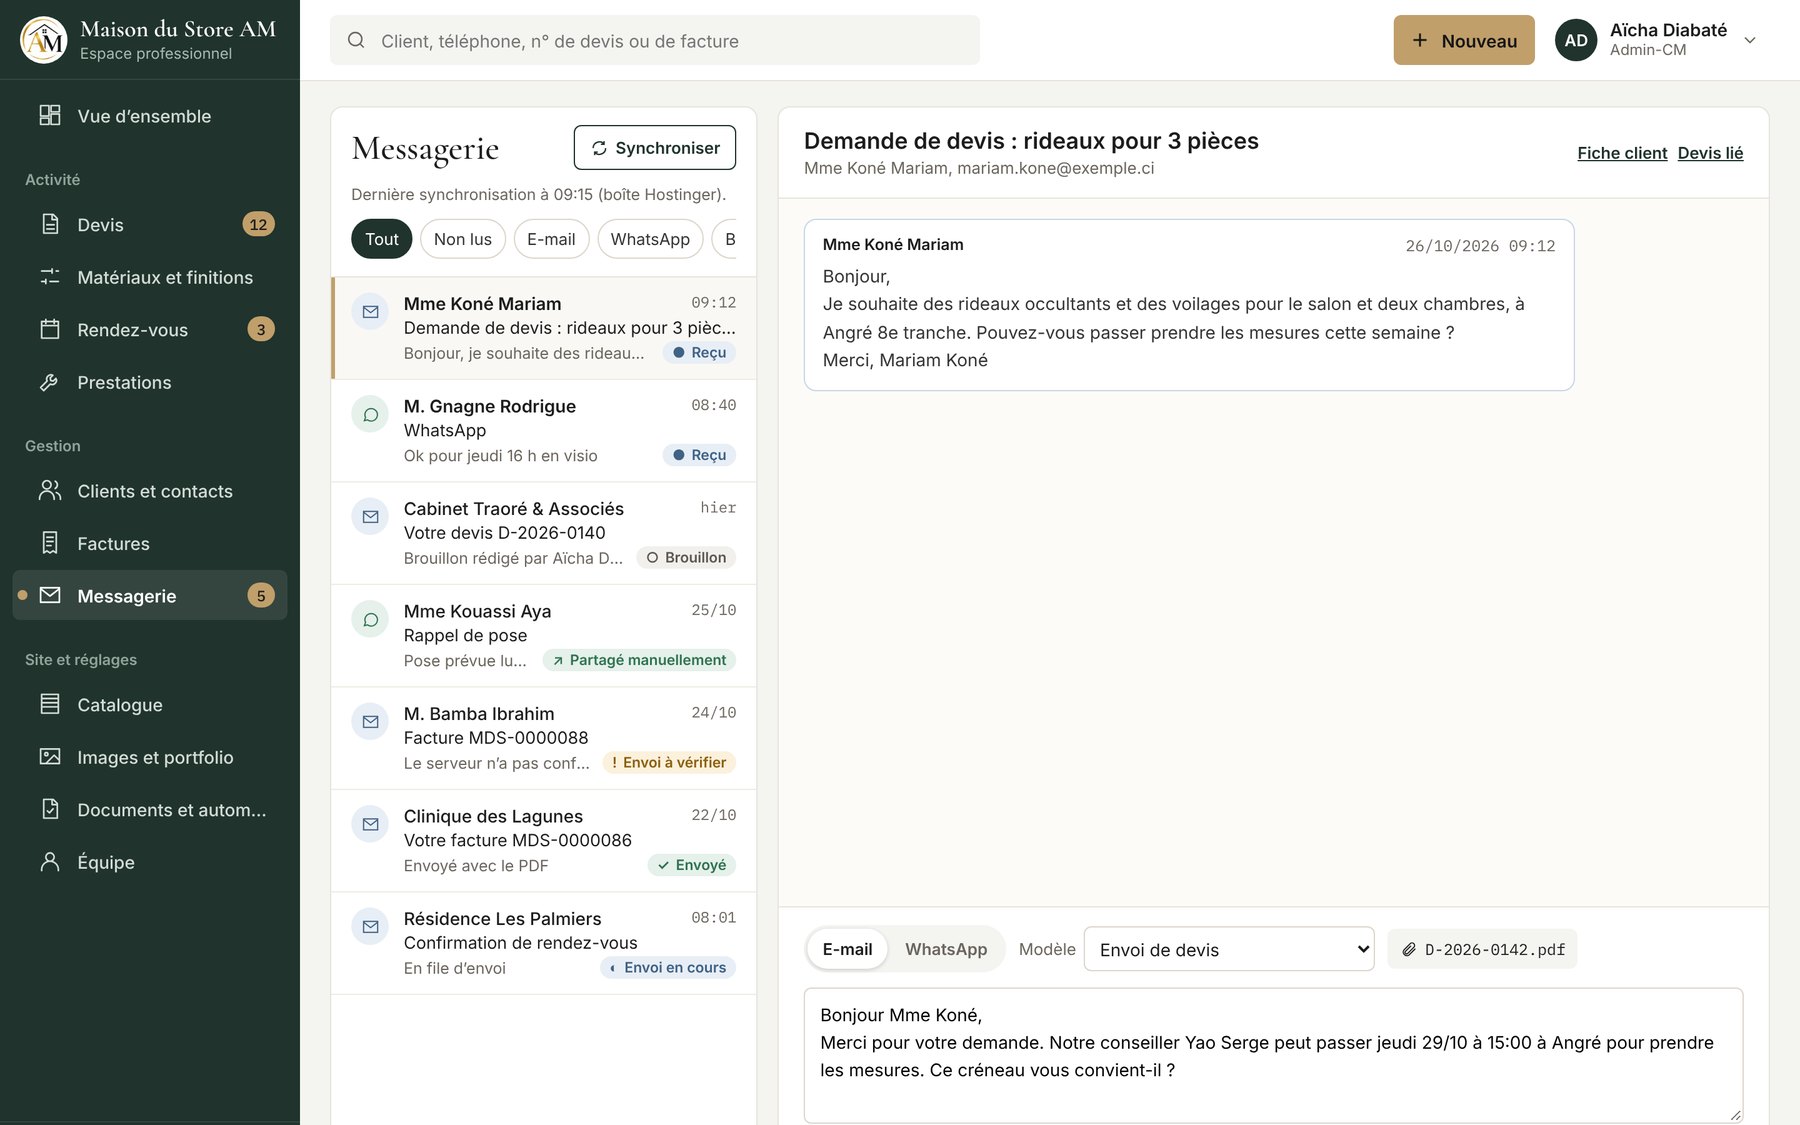 AM
Maison du Store AM
Espace professionnel
Vue d’ensemble
Activité
Devis
12
Matériaux et finitions
Rendez-vous
3
Prestations
Gestion
Clients et contacts
Factures
Messagerie
5
Site et réglages
Catalogue
Images et portfolio
Documents et autom...
Équipe
Client, téléphone, n° de devis ou de facture
+ Nouveau
AD
Aïcha Diabaté
Admin-CM
Messagerie
Synchroniser
Dernière synchronisation à 09:15 (boîte Hostinger).
Tout
Non lus
E-mail
WhatsApp
B
Mme Koné Mariam
09:12
Demande de devis : rideaux pour 3 pièc...
Bonjour, je souhaite des rideau...
Reçu
M. Gnagne Rodrigue
08:40
WhatsApp
Ok pour jeudi 16 h en visio
Reçu
Cabinet Traoré & Associés
hier
Votre devis D-2026-0140
Brouillon rédigé par Aïcha D...
Brouillon
Mme Kouassi Aya
25/10
Rappel de pose
Pose prévue lu...
Partagé manuellement
M. Bamba Ibrahim
24/10
Facture MDS-0000088
Le serveur n’a pas conf...
! Envoi à vérifier
Clinique des Lagunes
22/10
Votre facture MDS-0000086
Envoyé avec le PDF
Envoyé
Résidence Les Palmiers
08:01
Confirmation de rendez-vous
En file d’envoi
Envoi en cours
Demande de devis : rideaux pour 3 pièces
Mme Koné Mariam, mariam.kone@exemple.ci
Fiche client
Devis lié
Mme Koné Mariam
26/10/2026 09:12
Bonjour,
Je souhaite des rideaux occultants et des voilages pour le salon et deux chambres, à
Angré 8e tranche. Pouvez-vous passer prendre les mesures cette semaine ?
Merci, Mariam Koné
E-mail
WhatsApp
Modèle
Envoi de devis
D-2026-0142.pdf
Bonjour Mme Koné,
Merci pour votre demande. Notre conseiller Yao Serge peut passer jeudi 29/10 à 15:00 à Angré pour prendre
les mesures. Ce créneau vous convient-il ?